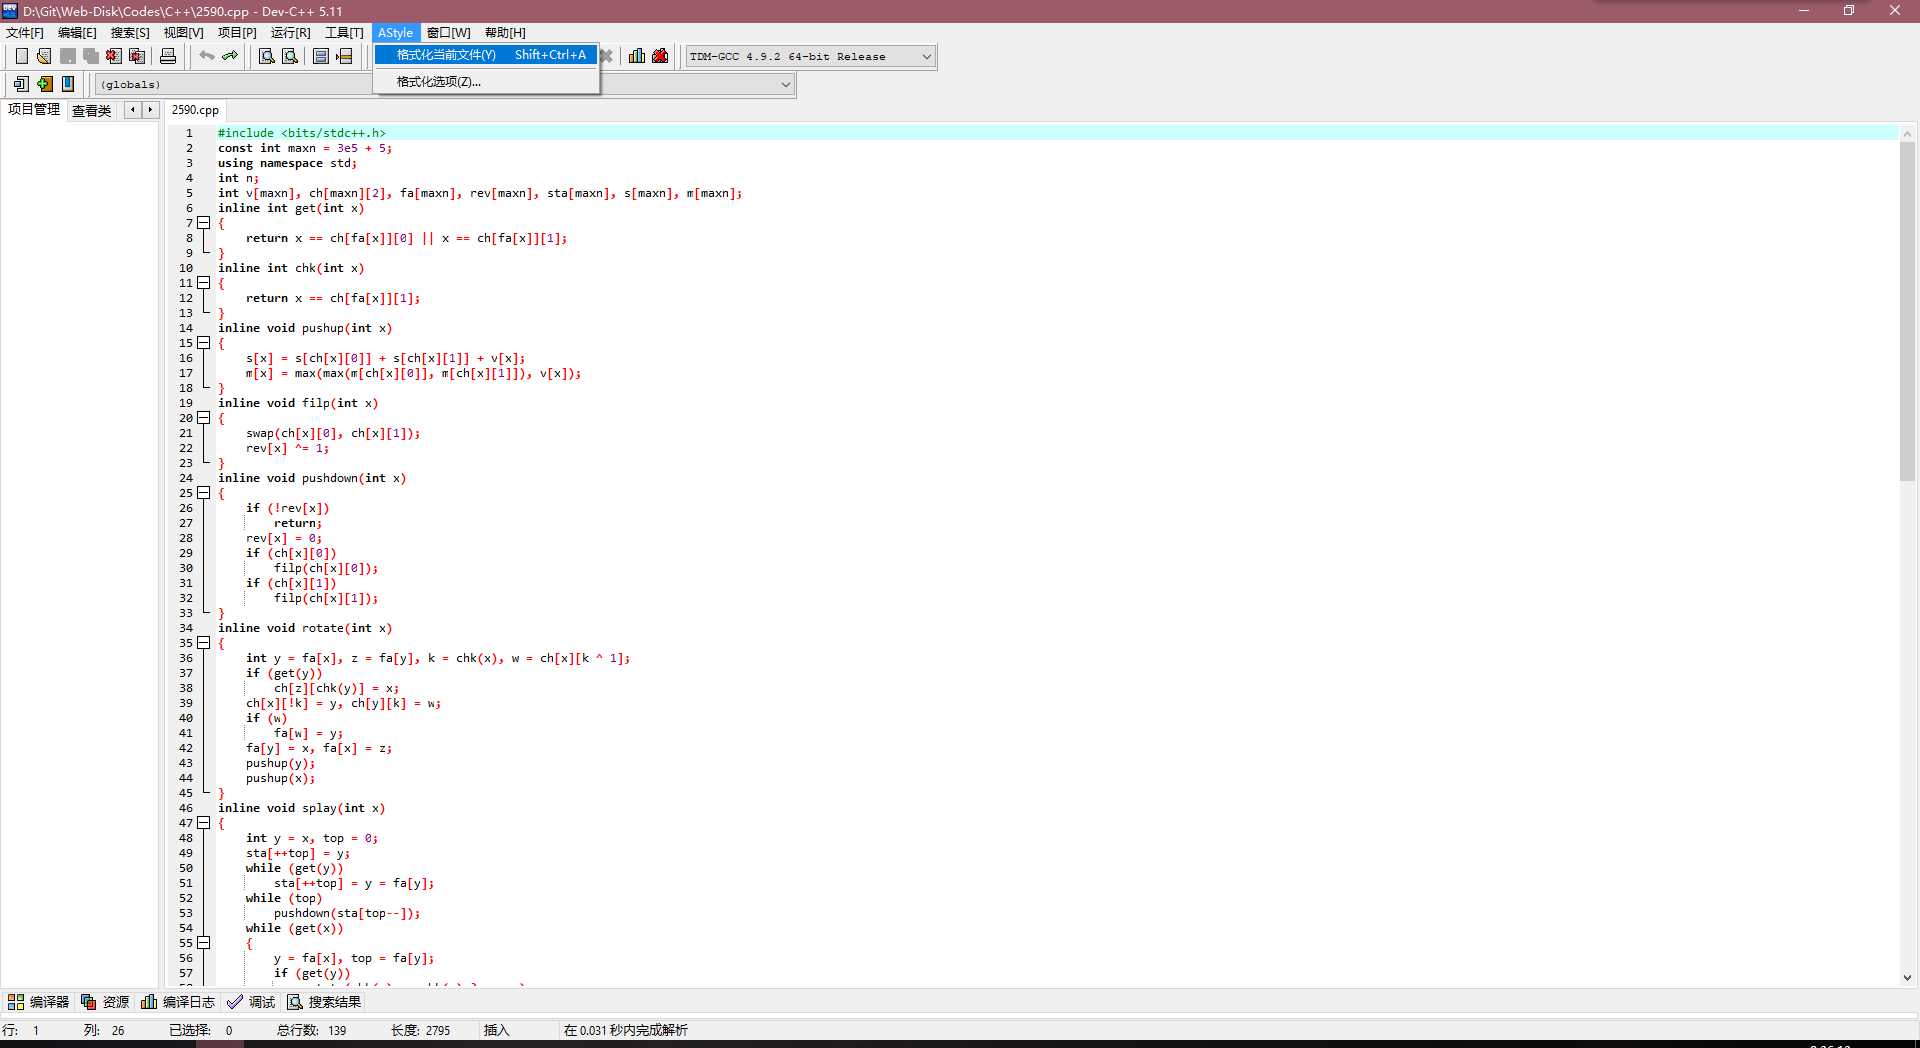 D:\Git\Web-Disk\Codes\C++\2590.cpp - Dev-C++ 5.11
文件[F] 编辑[E] 搜索[S] 视图[V] 项目[P] 运行[R] 工具[T] AStyle 窗口[W] 帮助[H]
格式化当前文件(Y) Shift+Ctrl+A
TDM-GCC 4.9.2 64-bit Release
格式化选项(Z)...
(globals)
项目管理 查看类 2590.cpp
1 #include <bits/stdc++.h>
2 const int maxn = 3e5 + 5;
3 using namespace std;
4 int n;
5 int v[maxn], ch[maxn][2], fa[maxn], rev[maxn], sta[maxn], s[maxn], m[maxn];
6 inline int get(int x)
7 {
8 return x == ch[fa[x]][0] || x == ch[fa[x]][1];
9 }
10 inline int chk(int x)
11 {
12 return x == ch[fa[x]][1];
13 }
14 inline void pushup(int x)
15 {
16 s[x] = s[ch[x][0]] + s[ch[x][1]] + v[x];
17 m[x] = max(max(m[ch[x][0]], m[ch[x][1]]), v[x]);
18 }
19 inline void filp(int x)
20 {
21 swap(ch[x][0], ch[x][1]);
22 rev[x] ^= 1;
23 }
24 inline void pushdown(int x)
25 {
26 if (!rev[x])
27 return;
28 rev[x] = 0;
29 if (ch[x][0])
30 filp(ch[x][0]);
31 if (ch[x][1])
32 filp(ch[x][1]);
33 }
34 inline void rotate(int x)
35 {
36 int y = fa[x], z = fa[y], k = chk(x), w = ch[x][k ^ 1];
37 if (get(y))
38 ch[z][chk(y)] = x;
39 ch[x][!k] = y, ch[y][k] = w;
40 if (w)
41 fa[w] = y;
42 fa[y] = x, fa[x] = z;
43 pushup(y);
44 pushup(x);
45 }
46 inline void splay(int x)
47 {
48 int y = x, top = 0;
49 sta[++top] = y;
50 while (get(y))
51 sta[++top] = y = fa[y];
52 while (top)
53 pushdown(sta[top--]);
54 while (get(x))
55 {
56 y = fa[x], top = fa[y];
57 if (get(y))
编译器 资源 编译日志 调试 搜索结果
行: 1 列: 26 已选择: 0 总行数: 139 长度: 2795 插入 在 0.031 秒内完成解析